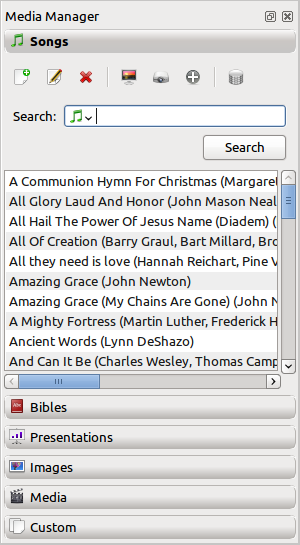 Media Manager
Songs
Search:
Search
A Communion Hymn For Christmas (Margaret
All Glory Laud And Honor (John Mason Neal
All Hail The Power Of Jesus Name (Diadem) (
All Of Creation (Barry Graul, Bart Millard, Bro
All they need is love (Hannah Reichart, Pine V
Amazing Grace (John Newton)
Amazing Grace (My Chains Are Gone) (John N
A Mighty Fortress (Martin Luther, Frederick H
Ancient Words (Lynn DeShazo)
And Can It Be (Charles Wesley, Thomas Camp
Bibles
Presentations
Images
Media
Custom